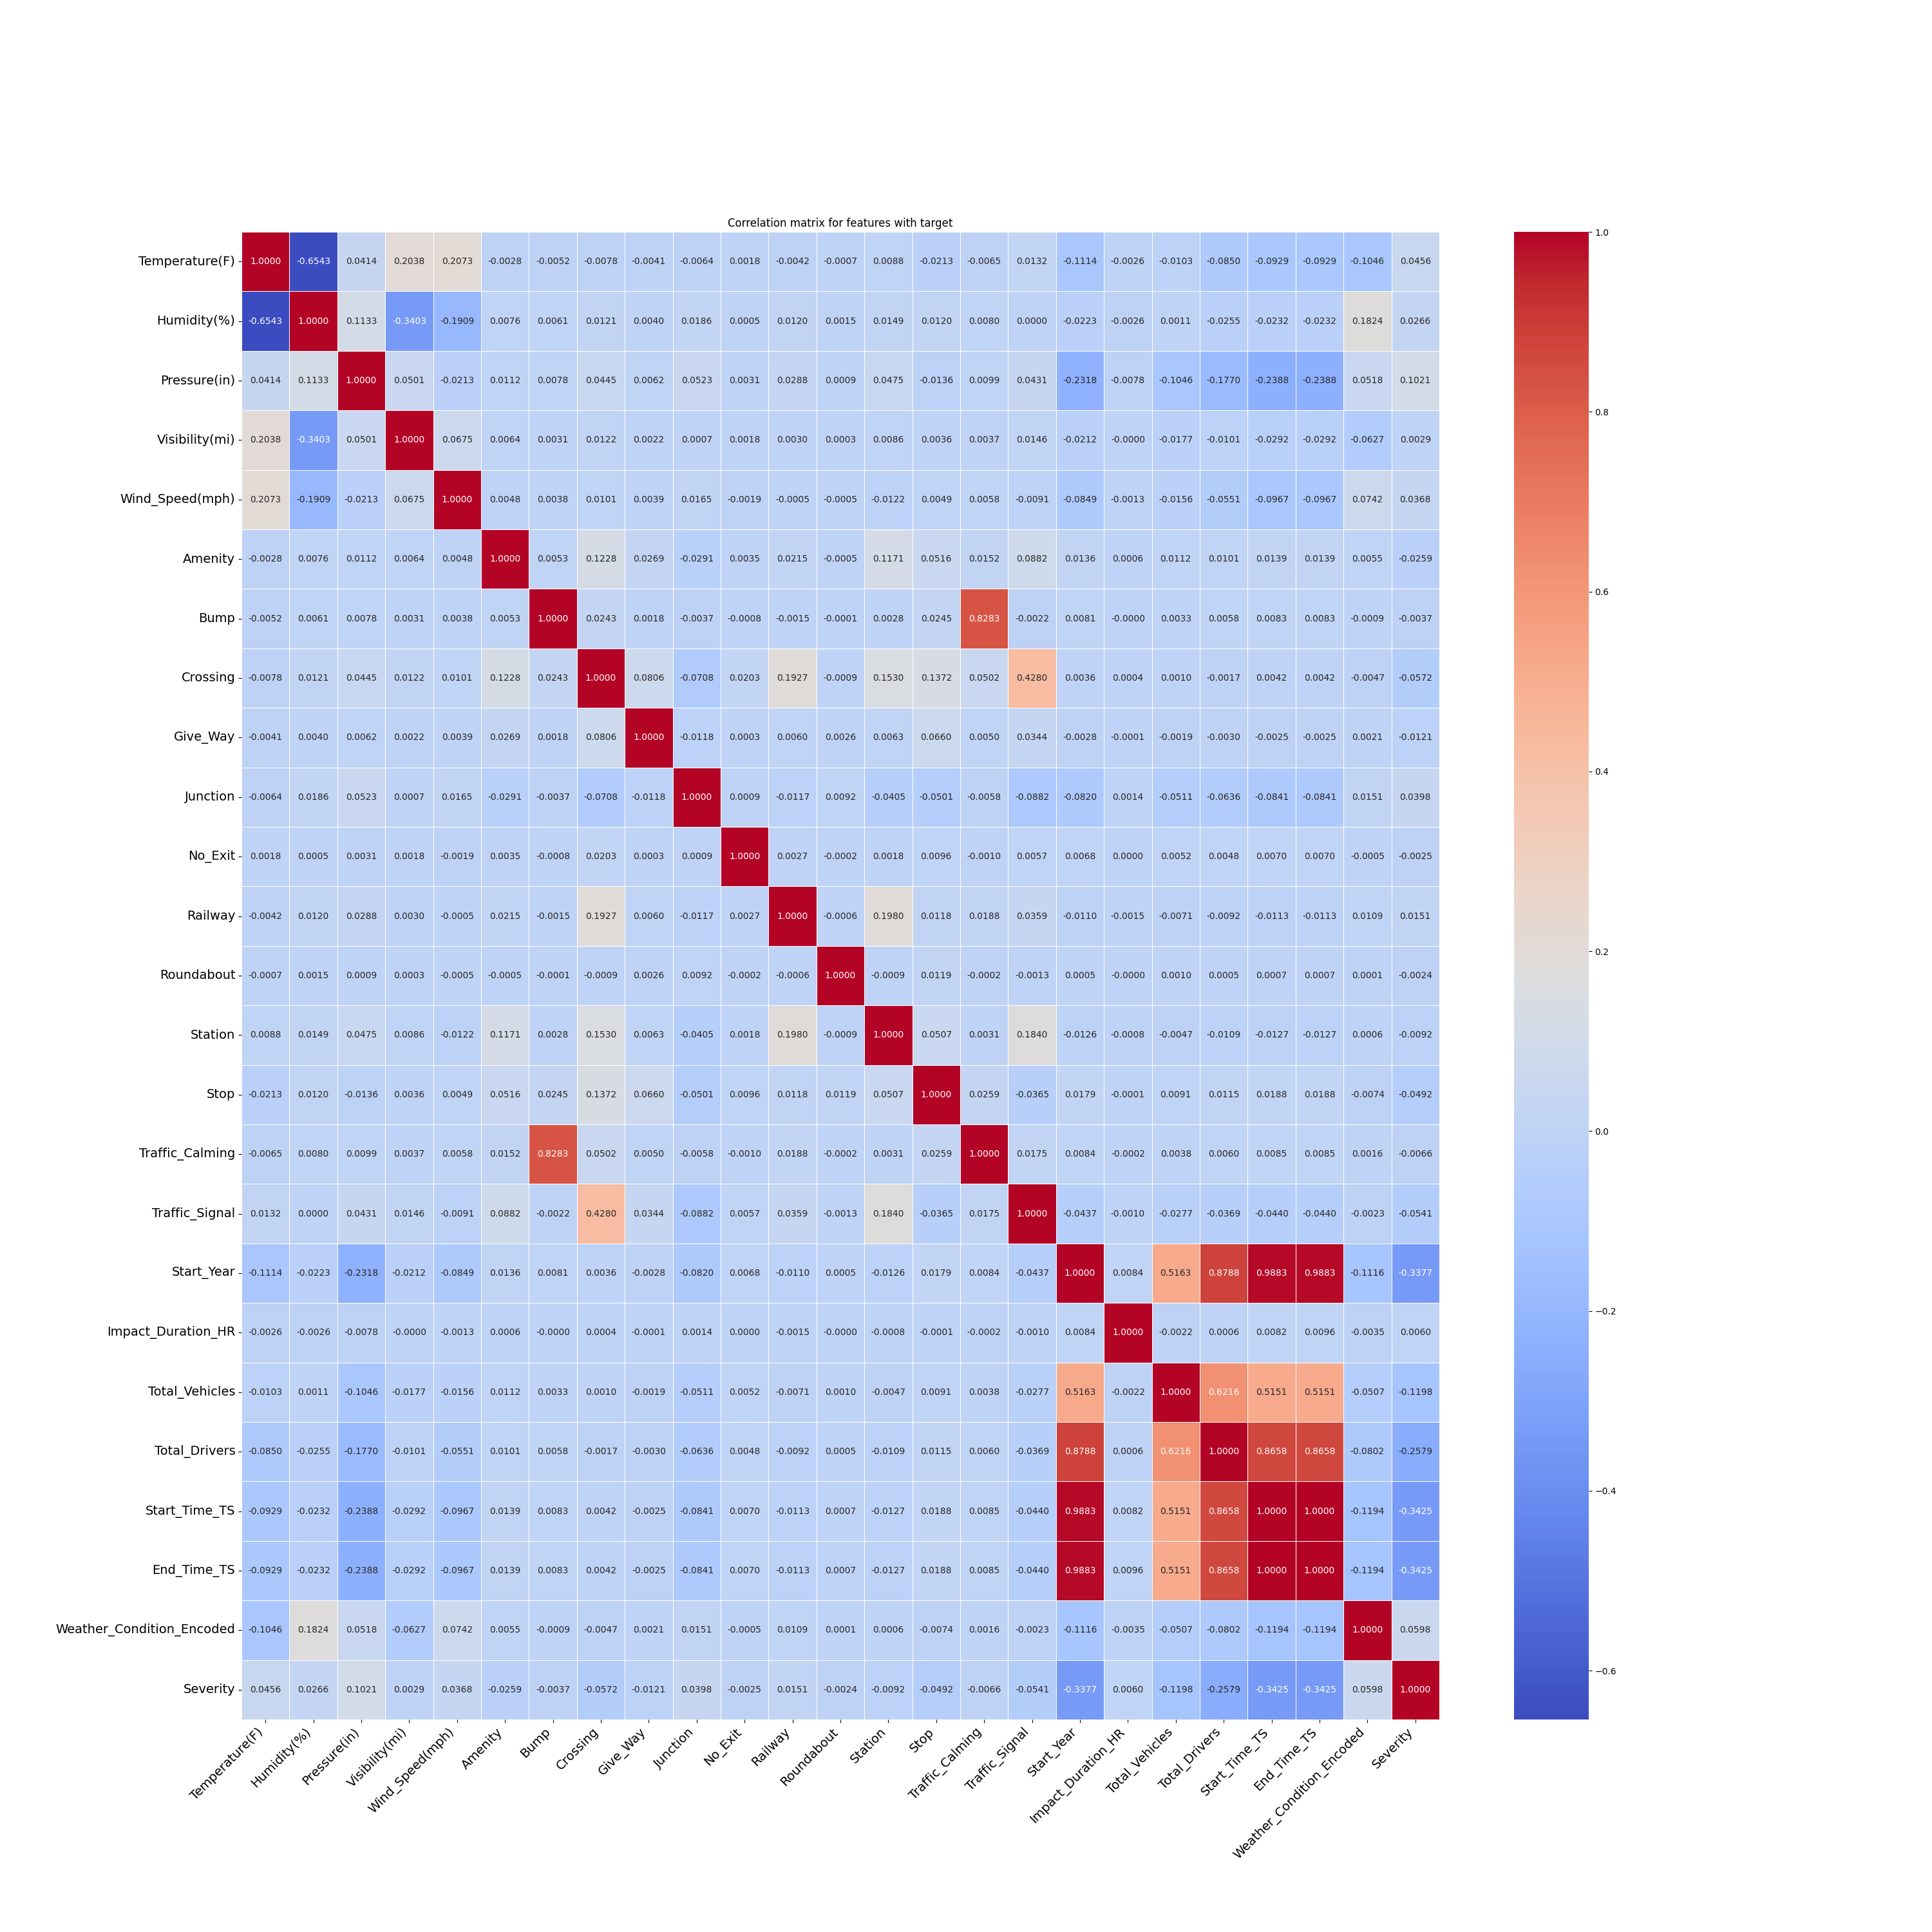 Correlation matrix for features with target
Temperature(F) 1.0000 -0.6543 0.0414 0.2038 0.2073 -0.0028 -0.0052 -0.0078 -0.0041 -0.0064 0.0018 -0.0042 -0.0007 0.0088 -0.0213 -0.0065 0.0132 -0.1114 -0.0026 -0.0103 -0.0850 -0.0929 -0.0929 -0.1046 0.0456
Humidity(%) -0.6543 1.0000 0.1133 -0.3403 -0.1909 0.0076 0.0061 0.0121 0.0040 0.0186 0.0005 0.0120 0.0015 0.0149 0.0120 0.0080 0.0000 -0.0223 -0.0026 0.0011 -0.0255 -0.0232 -0.0232 0.1824 0.0266
Pressure(in) 0.0414 0.1133 1.0000 0.0501 -0.0213 0.0112 0.0078 0.0445 0.0062 0.0523 0.0031 0.0288 0.0009 0.0475 -0.0136 0.0099 0.0431 -0.2318 -0.0078 -0.1046 -0.1770 -0.2388 -0.2388 0.0518 0.1021
Visibility(mi) 0.2038 -0.3403 0.0501 1.0000 0.0675 0.0064 0.0031 0.0122 0.0022 0.0007 0.0018 0.0030 0.0003 0.0086 0.0036 0.0037 0.0146 -0.0212 -0.0000 -0.0177 -0.0101 -0.0292 -0.0292 -0.0627 0.0029
Wind_Speed(mph) 0.2073 -0.1909 -0.0213 0.0675 1.0000 0.0048 0.0038 0.0101 0.0039 0.0165 -0.0019 -0.0005 -0.0005 -0.0122 0.0049 0.0058 -0.0091 -0.0849 -0.0013 -0.0156 -0.0551 -0.0967 -0.0967 0.0742 0.0368
Amenity -0.0028 0.0076 0.0112 0.0064 0.0048 1.0000 0.0053 0.1228 0.0269 -0.0291 0.0035 0.0215 -0.0005 0.1171 0.0516 0.0152 0.0882 0.0136 0.0006 0.0112 0.0101 0.0139 0.0139 0.0055 -0.0259
Bump -0.0052 0.0061 0.0078 0.0031 0.0038 0.0053 1.0000 0.0243 0.0018 -0.0037 -0.0008 -0.0015 -0.0001 0.0028 0.0245 0.8283 -0.0022 0.0081 -0.0000 0.0033 0.0058 0.0083 0.0083 -0.0009 -0.0037
Crossing -0.0078 0.0121 0.0445 0.0122 0.0101 0.1228 0.0243 1.0000 0.0806 -0.0708 0.0203 0.1927 -0.0009 0.1530 0.1372 0.0502 0.4280 0.0036 0.0004 0.0010 -0.0017 0.0042 0.0042 -0.0047 -0.0572
Give_Way -0.0041 0.0040 0.0062 0.0022 0.0039 0.0269 0.0018 0.0806 1.0000 -0.0118 0.0003 0.0060 0.0026 0.0063 0.0660 0.0050 0.0344 -0.0028 -0.0001 -0.0019 -0.0030 -0.0025 -0.0025 0.0021 -0.0121
Junction -0.0064 0.0186 0.0523 0.0007 0.0165 -0.0291 -0.0037 -0.0708 -0.0118 1.0000 0.0009 -0.0117 0.0092 -0.0405 -0.0501 -0.0058 -0.0882 -0.0820 0.0014 -0.0511 -0.0636 -0.0841 -0.0841 0.0151 0.0398
No_Exit 0.0018 0.0005 0.0031 0.0018 -0.0019 0.0035 -0.0008 0.0203 0.0003 0.0009 1.0000 0.0027 -0.0002 0.0018 0.0096 -0.0010 0.0057 0.0068 0.0000 0.0052 0.0048 0.0070 0.0070 -0.0005 -0.0025
Railway -0.0042 0.0120 0.0288 0.0030 -0.0005 0.0215 -0.0015 0.1927 0.0060 -0.0117 0.0027 1.0000 -0.0006 0.1980 0.0118 0.0188 0.0359 -0.0110 -0.0015 -0.0071 -0.0092 -0.0113 -0.0113 0.0109 0.0151
Roundabout -0.0007 0.0015 0.0009 0.0003 -0.0005 -0.0005 -0.0001 -0.0009 0.0026 0.0092 -0.0002 -0.0006 1.0000 -0.0009 0.0119 -0.0002 -0.0013 0.0005 -0.0000 0.0010 0.0005 0.0007 0.0007 0.0001 -0.0024
Station 0.0088 0.0149 0.0475 0.0086 -0.0122 0.1171 0.0028 0.1530 0.0063 -0.0405 0.0018 0.1980 -0.0009 1.0000 0.0507 0.0031 0.1840 -0.0126 -0.0008 -0.0047 -0.0109 -0.0127 -0.0127 0.0006 -0.0092
Stop -0.0213 0.0120 -0.0136 0.0036 0.0049 0.0516 0.0245 0.1372 0.0660 -0.0501 0.0096 0.0118 0.0119 0.0507 1.0000 0.0259 -0.0365 0.0179 -0.0001 0.0091 0.0115 0.0188 0.0188 -0.0074 -0.0492
Traffic_Calming -0.0065 0.0080 0.0099 0.0037 0.0058 0.0152 0.8283 0.0502 0.0050 -0.0058 -0.0010 0.0188 -0.0002 0.0031 0.0259 1.0000 0.0175 0.0084 -0.0002 0.0038 0.0060 0.0085 0.0085 0.0016 -0.0066
Traffic_Signal 0.0132 0.0000 0.0431 0.0146 -0.0091 0.0882 -0.0022 0.4280 0.0344 -0.0882 0.0057 0.0359 -0.0013 0.1840 -0.0365 0.0175 1.0000 -0.0437 -0.0010 -0.0277 -0.0369 -0.0440 -0.0440 -0.0023 -0.0541
Start_Year -0.1114 -0.0223 -0.2318 -0.0212 -0.0849 0.0136 0.0081 0.0036 -0.0028 -0.0820 0.0068 -0.0110 0.0005 -0.0126 0.0179 0.0084 -0.0437 1.0000 0.0084 0.5163 0.8788 0.9883 0.9883 -0.1116 -0.3377
Impact_Duration_HR -0.0026 -0.0026 -0.0078 -0.0000 -0.0013 0.0006 -0.0000 0.0004 -0.0001 0.0014 0.0000 -0.0015 -0.0000 -0.0008 -0.0001 -0.0002 -0.0010 0.0084 1.0000 -0.0022 0.0006 0.0082 0.0096 -0.0035 0.0060
Total_Vehicles -0.0103 0.0011 -0.1046 -0.0177 -0.0156 0.0112 0.0033 0.0010 -0.0019 -0.0511 0.0052 -0.0071 0.0010 -0.0047 0.0091 0.0038 -0.0277 0.5163 -0.0022 1.0000 0.6216 0.5151 0.5151 -0.0507 -0.1198
Total_Drivers -0.0850 -0.0255 -0.1770 -0.0101 -0.0551 0.0101 0.0058 -0.0017 -0.0030 -0.0636 0.0048 -0.0092 0.0005 -0.0109 0.0115 0.0060 -0.0369 0.8788 0.0006 0.6216 1.0000 0.8658 0.8658 -0.0802 -0.2579
Start_Time_TS -0.0929 -0.0232 -0.2388 -0.0292 -0.0967 0.0139 0.0083 0.0042 -0.0025 -0.0841 0.0070 -0.0113 0.0007 -0.0127 0.0188 0.0085 -0.0440 0.9883 0.0082 0.5151 0.8658 1.0000 1.0000 -0.1194 -0.3425
End_Time_TS -0.0929 -0.0232 -0.2388 -0.0292 -0.0967 0.0139 0.0083 0.0042 -0.0025 -0.0841 0.0070 -0.0113 0.0007 -0.0127 0.0188 0.0085 -0.0440 0.9883 0.0096 0.5151 0.8658 1.0000 1.0000 -0.1194 -0.3425
Weather_Condition_Encoded -0.1046 0.1824 0.0518 -0.0627 0.0742 0.0055 -0.0009 -0.0047 0.0021 0.0151 -0.0005 0.0109 0.0001 0.0006 -0.0074 0.0016 -0.0023 -0.1116 -0.0035 -0.0507 -0.0802 -0.1194 -0.1194 1.0000 0.0598
Severity 0.0456 0.0266 0.1021 0.0029 0.0368 -0.0259 -0.0037 -0.0572 -0.0121 0.0398 -0.0025 0.0151 -0.0024 -0.0092 -0.0492 -0.0066 -0.0541 -0.3377 0.0060 -0.1198 -0.2579 -0.3425 -0.3425 0.0598 1.0000
Temperature(F)
Humidity(%)
Pressure(in)
Visibility(mi)
Wind_Speed(mph)
Amenity
Bump
Crossing
Give_Way
Junction
No_Exit
Railway
Roundabout
Station
Stop
Traffic_Calming
Traffic_Signal
Start_Year
Impact_Duration_HR
Total_Vehicles
Total_Drivers
Start_Time_TS
End_Time_TS
Weather_Condition_Encoded
Severity
1.0
0.8
0.6
0.4
0.2
0.0
−0.2
−0.4
−0.6